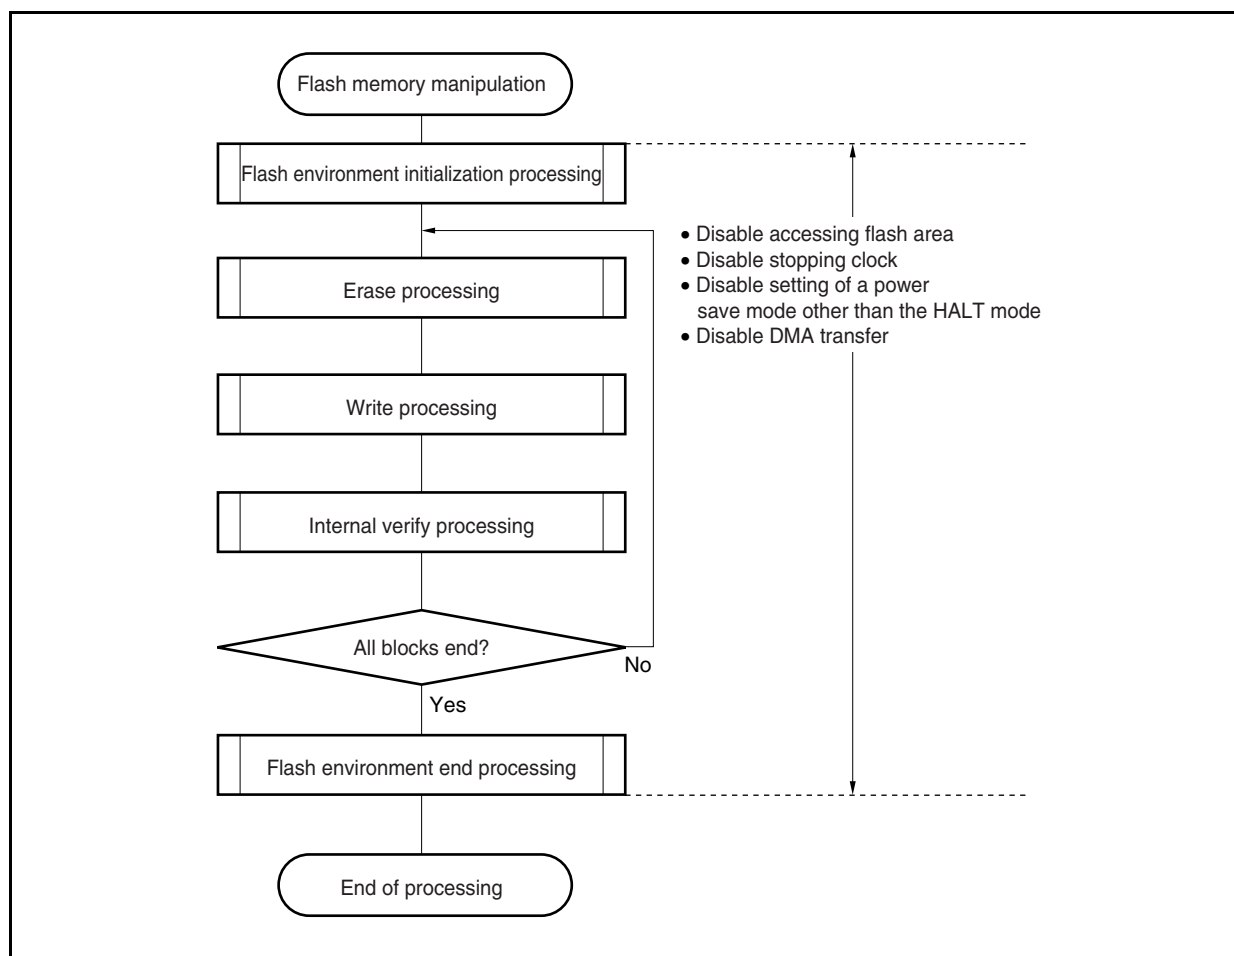 Flash memory manipulation
Flash environment initialization processing
● Disable accessing flash area
● Disable stopping clock
● Disable setting of a power
save mode other than the HALT mode
● Disable DMA transfer
Erase processing
Write processing
Internal verify processing
All blocks end?
No
Yes
Flash environment end processing
End of processing